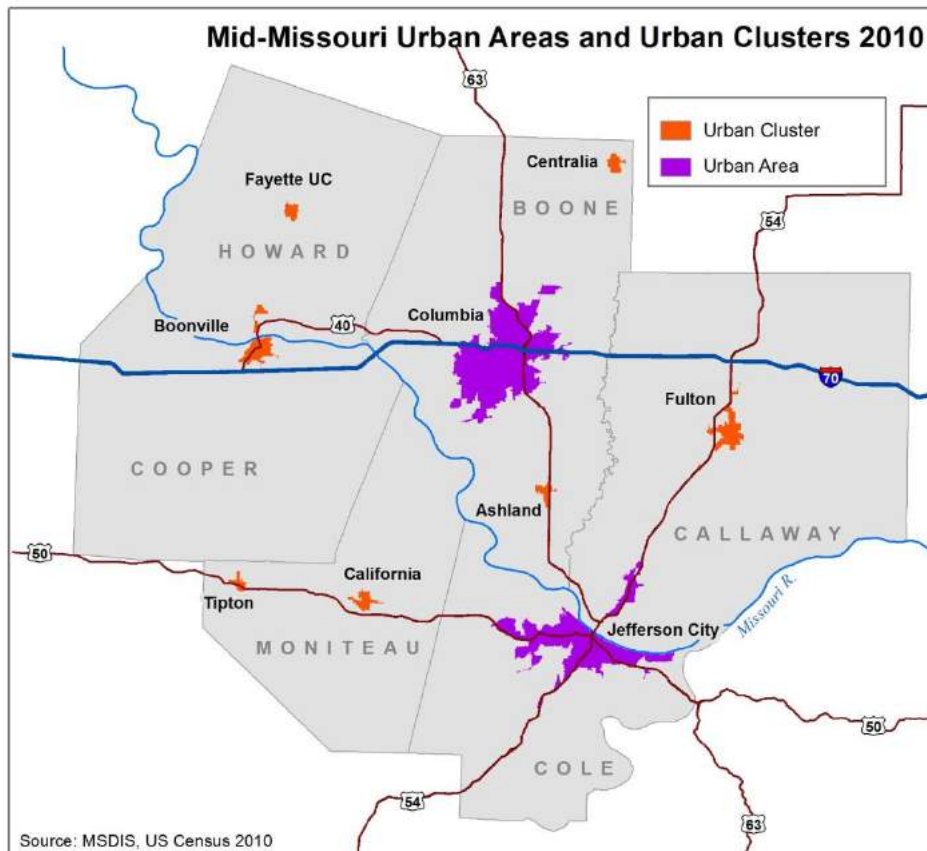 Mid-Missouri Urban Areas and Urban Clusters 2010
63
Urban Cluster
Urban Area
Centralia
Fayette UC
BOONE
54
HOWARD
Boonville
40
Columbia
70
Fulton
COOPER
Ashland
CALLAWAY
50
California
Tipton
Missouri R.
Jefferson City
MONITEAU
50
COLE
54
63
Source: MSDIS, US Census 2010